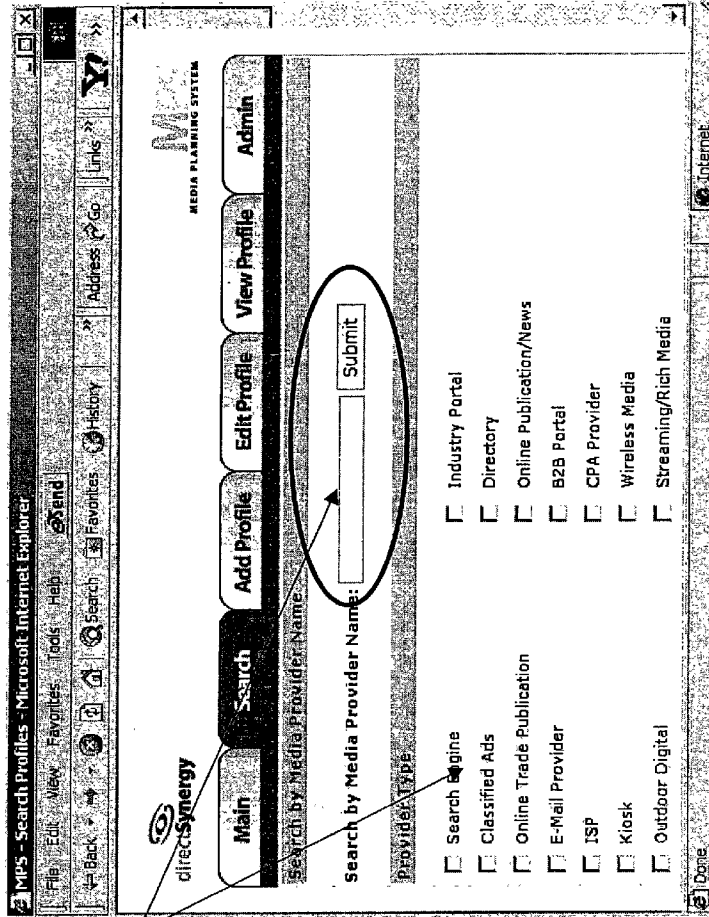 MPS - Search Profiles - Microsoft Internet Explorer
File Edit View Favorites Tools Help Send
Back Search Favorites History Address Go Links » Y! »
directSynergy
MEDIA PLANNING SYSTEM
Main Search Add Profile Edit Profile View Profile Admin
Search by Media Provider Name
Search by Media Provider Name: Submit
Provider Type
Search Engine Industry Portal
Classified Ads Directory
Online Trade Publication Online Publication/News
E-Mail Provider B2B Portal
ISP CPA Provider
Kiosk Wireless Media
Outdoor Digital Streaming/Rich Media
Done Internet